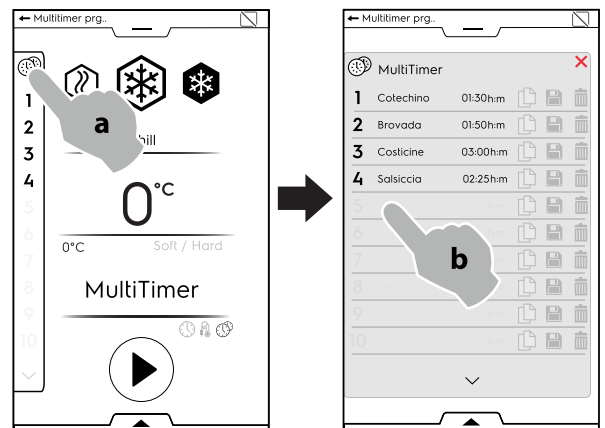 Multitimer prg..
1
2
3
4
5
6
7
8
9
10
a
hill
0°C
0°C Soft / Hard
MultiTimer
Multitimer prg..
MultiTimer
1 Cotechino 01:30h:m
2 Brovada 01:50h:m
3 Costicine 03:00h:m
4 Salsiccia 02:25h:m
5 h:m
6 h:m
7 h:m
b
8 h:m
9 h:m
10 h:m